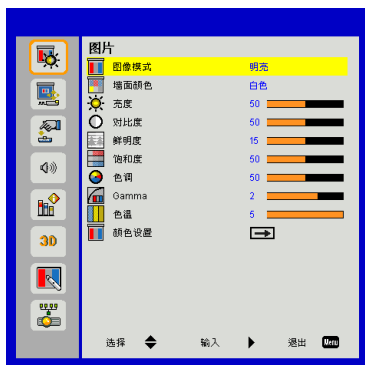 图片
图像模式 明亮
墙面颜色 白色
亮度 50
对比度 50
鲜明度 15
饱和度 50
色调 50
Gamma 2
色温 5
颜色设置
3D
选择 输入 退出 Menu